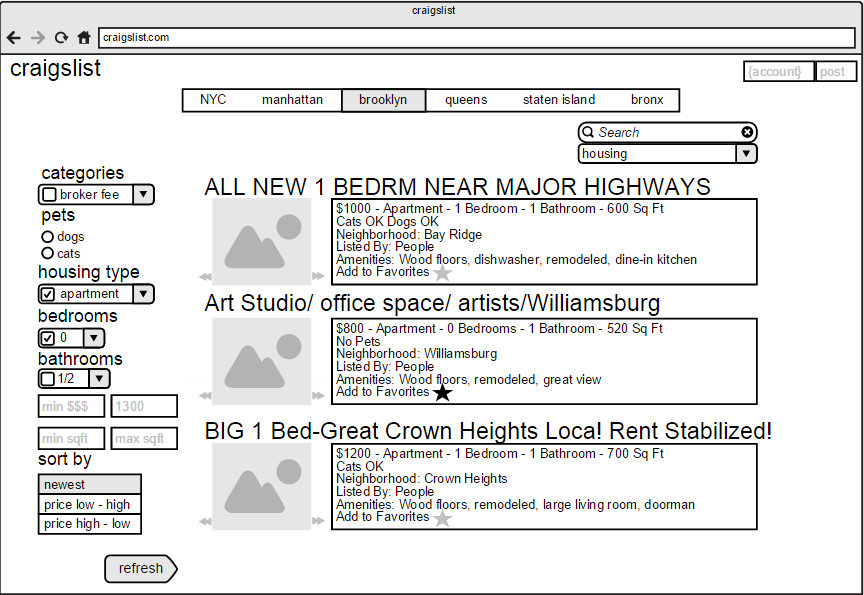 craigslist
craigslist.com
craigslist
{account} post
NYC manhattan brooklyn queens staten island bronx
Search
housing
categories
broker fee
pets
dogs
cats
housing type
apartment
bedrooms
0
bathrooms
1/2
min $$$ 1300
min sqft max sqft
sort by
newest
price low - high
price high - low
refresh
ALL NEW 1 BEDRM NEAR MAJOR HIGHWAYS
$1000 - Apartment - 1 Bedroom - 1 Bathroom - 600 Sq Ft
Cats OK Dogs OK
Neighborhood: Bay Ridge
Listed By: People
Amenities: Wood floors, dishwasher, remodeled, dine-in kitchen
Add to Favorites
Art Studio/ office space/ artists/Williamsburg
$800 - Apartment - 0 Bedrooms - 1 Bathroom - 520 Sq Ft
No Pets
Neighborhood: Williamsburg
Listed By: People
Amenities: Wood floors, remodeled, great view
Add to Favorites
BIG 1 Bed-Great Crown Heights Loca! Rent Stabilized!
$1200 - Apartment - 1 Bedroom - 1 Bathroom - 700 Sq Ft
Cats OK
Neighborhood: Crown Heights
Listed By: People
Amenities: Wood floors, remodeled, large living room, doorman
Add to Favorites